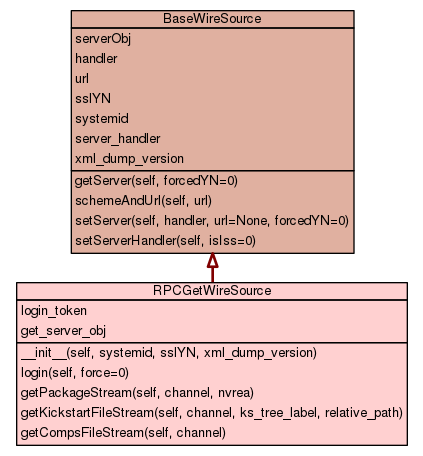 BaseWireSource
serverObj
handler
url
sslYN
systemid
server_handler
xml_dump_version
getServer(self, forcedYN=0)
schemeAndUrl(self, url)
setServer(self, handler, url=None, forcedYN=0)
setServerHandler(self, isIss=0)
RPCGetWireSource
login_token
get_server_obj
__init__(self, systemid, sslYN, xml_dump_version)
login(self, force=0)
getPackageStream(self, channel, nvrea)
getKickstartFileStream(self, channel, ks_tree_label, relative_path)
getCompsFileStream(self, channel)